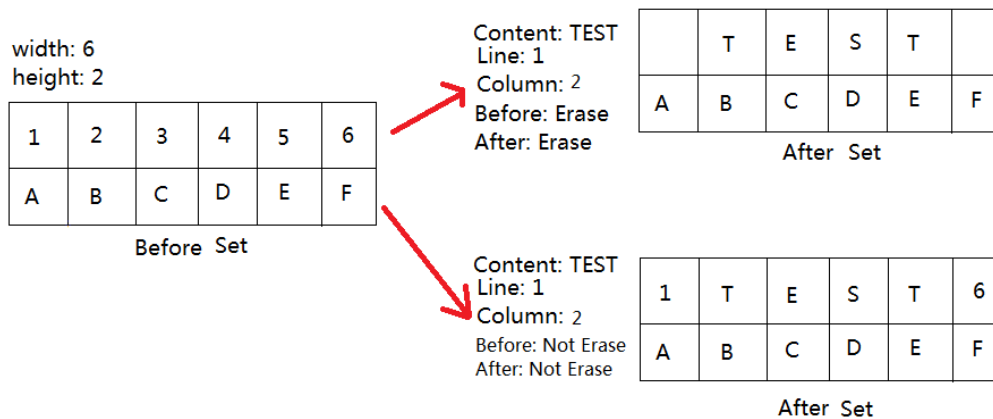 width: 6
height: 2
1 2 3 4 5 6
A B C D E F
Before Set
Content: TEST
Line: 1
Column: 2
Before: Erase
After: Erase
T E S T
A B C D E F
After Set
Content: TEST
Line: 1
Column: 2
Before: Not Erase
After: Not Erase
1 T E S T 6
A B C D E F
After Set